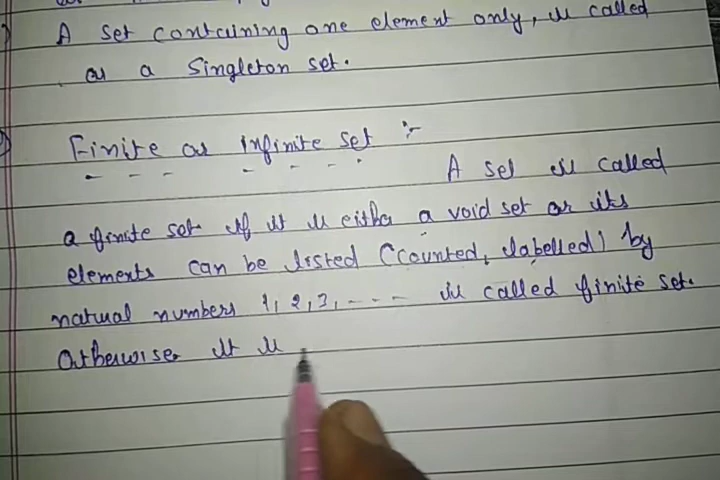 A set containing one element only, is called
as a Singleton set.
Finite or infinite set :-
A set is called
a finite set if it is either a void set or its
elements can be listed (counted, labelled) by
natural numbers 1, 2, 3, ---- is called finite set.
Otherwise it is